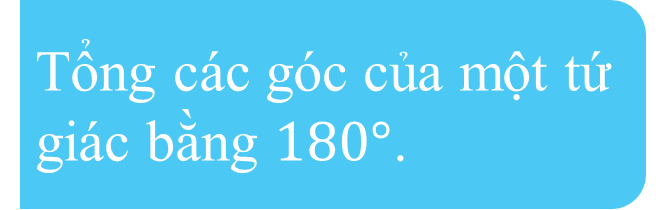 Tổng các góc của một tứ
giác bằng 180°.